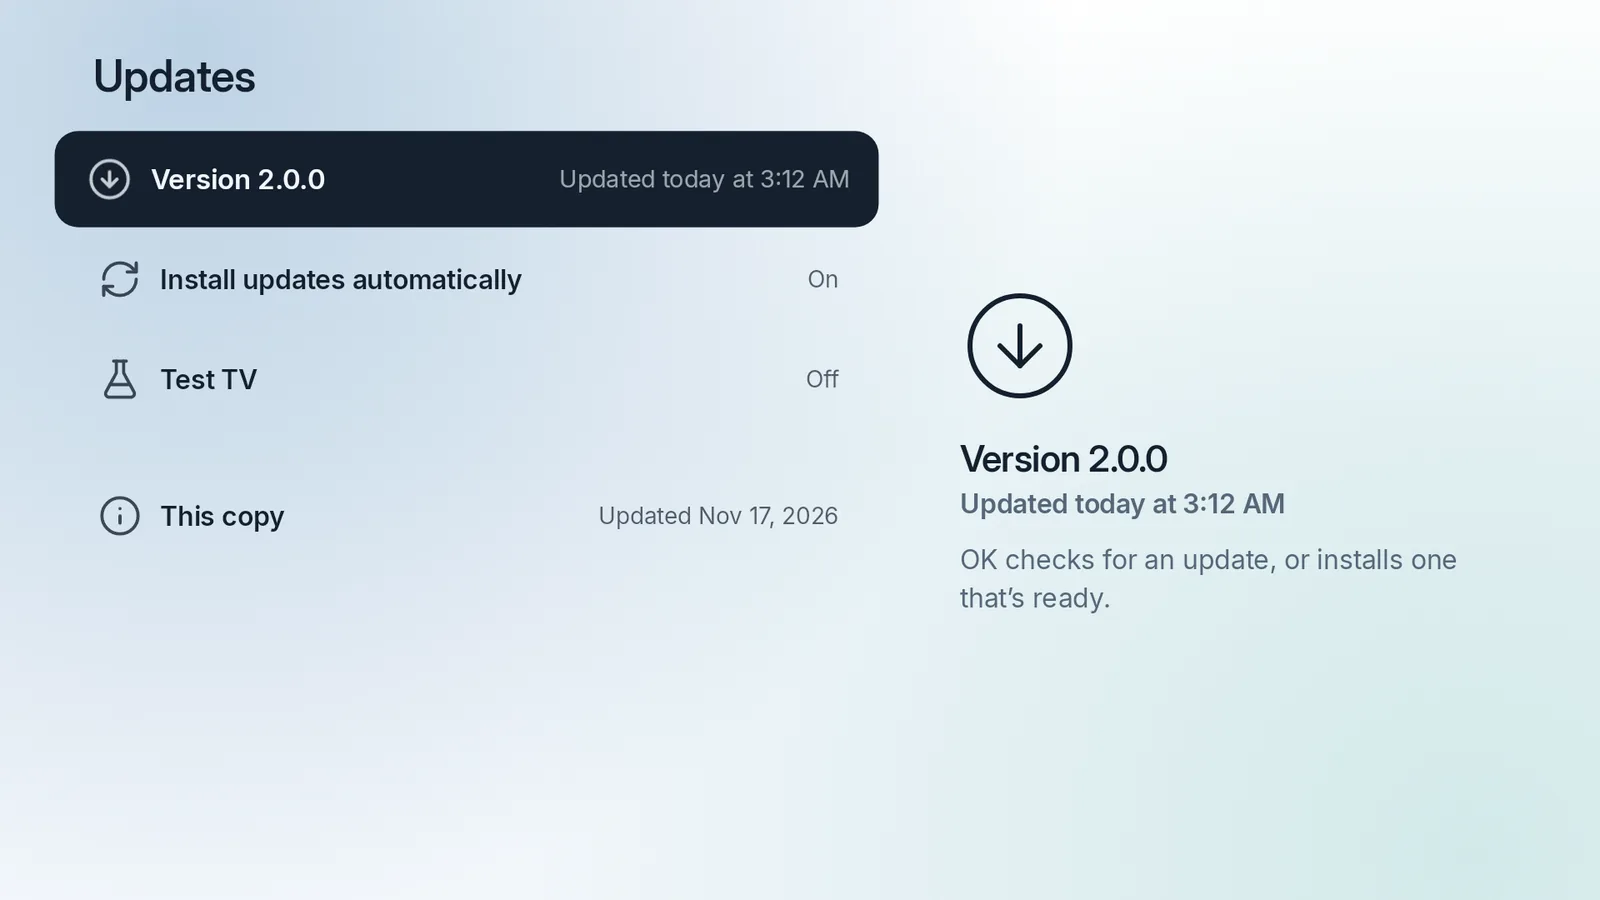 Updates
Version 2.0.0 Updated today at 3:12 AM
Install updates automatically On
Test TV Off
This copy Updated Nov 17, 2026
Version 2.0.0
Updated today at 3:12 AM
OK checks for an update, or installs one
that’s ready.